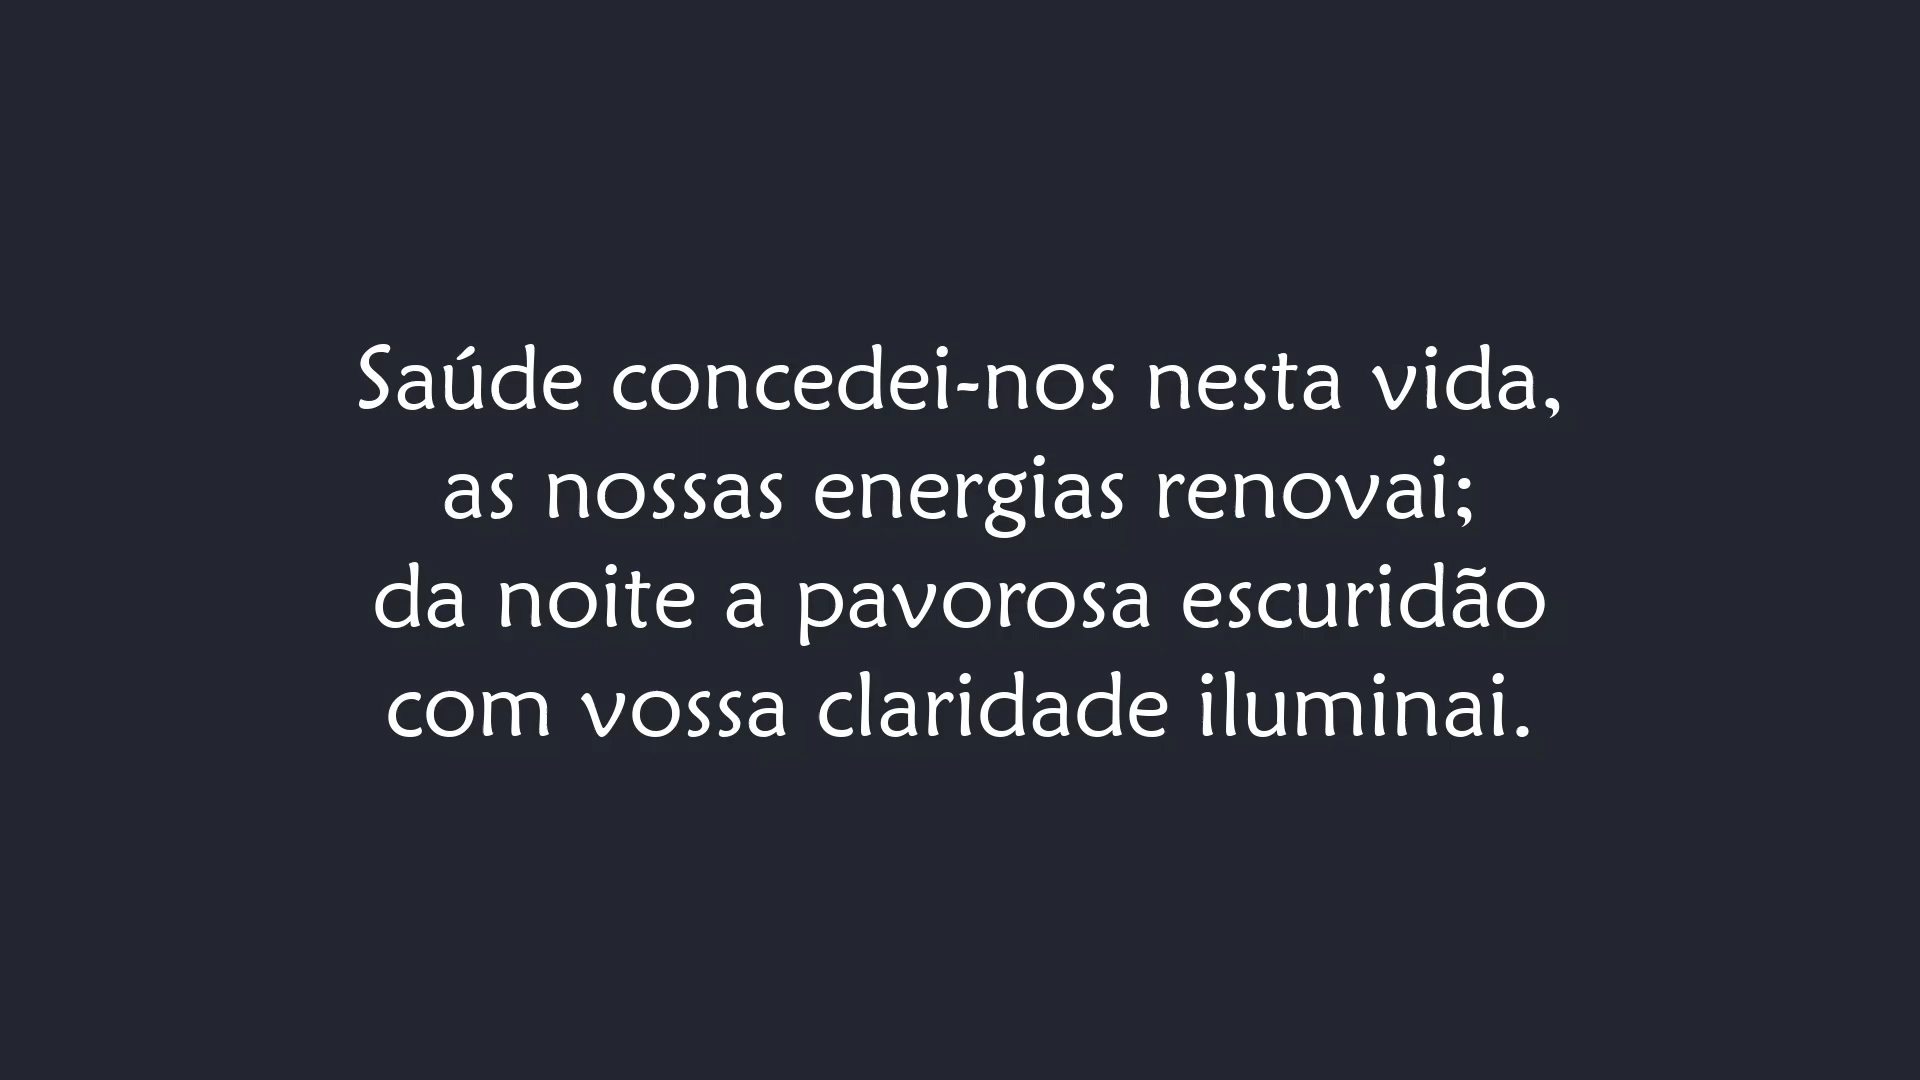 Saúde concedei-nos nesta vida,
as nossas energias renovai;
da noite a pavorosa escuridão
com vossa claridade iluminai.